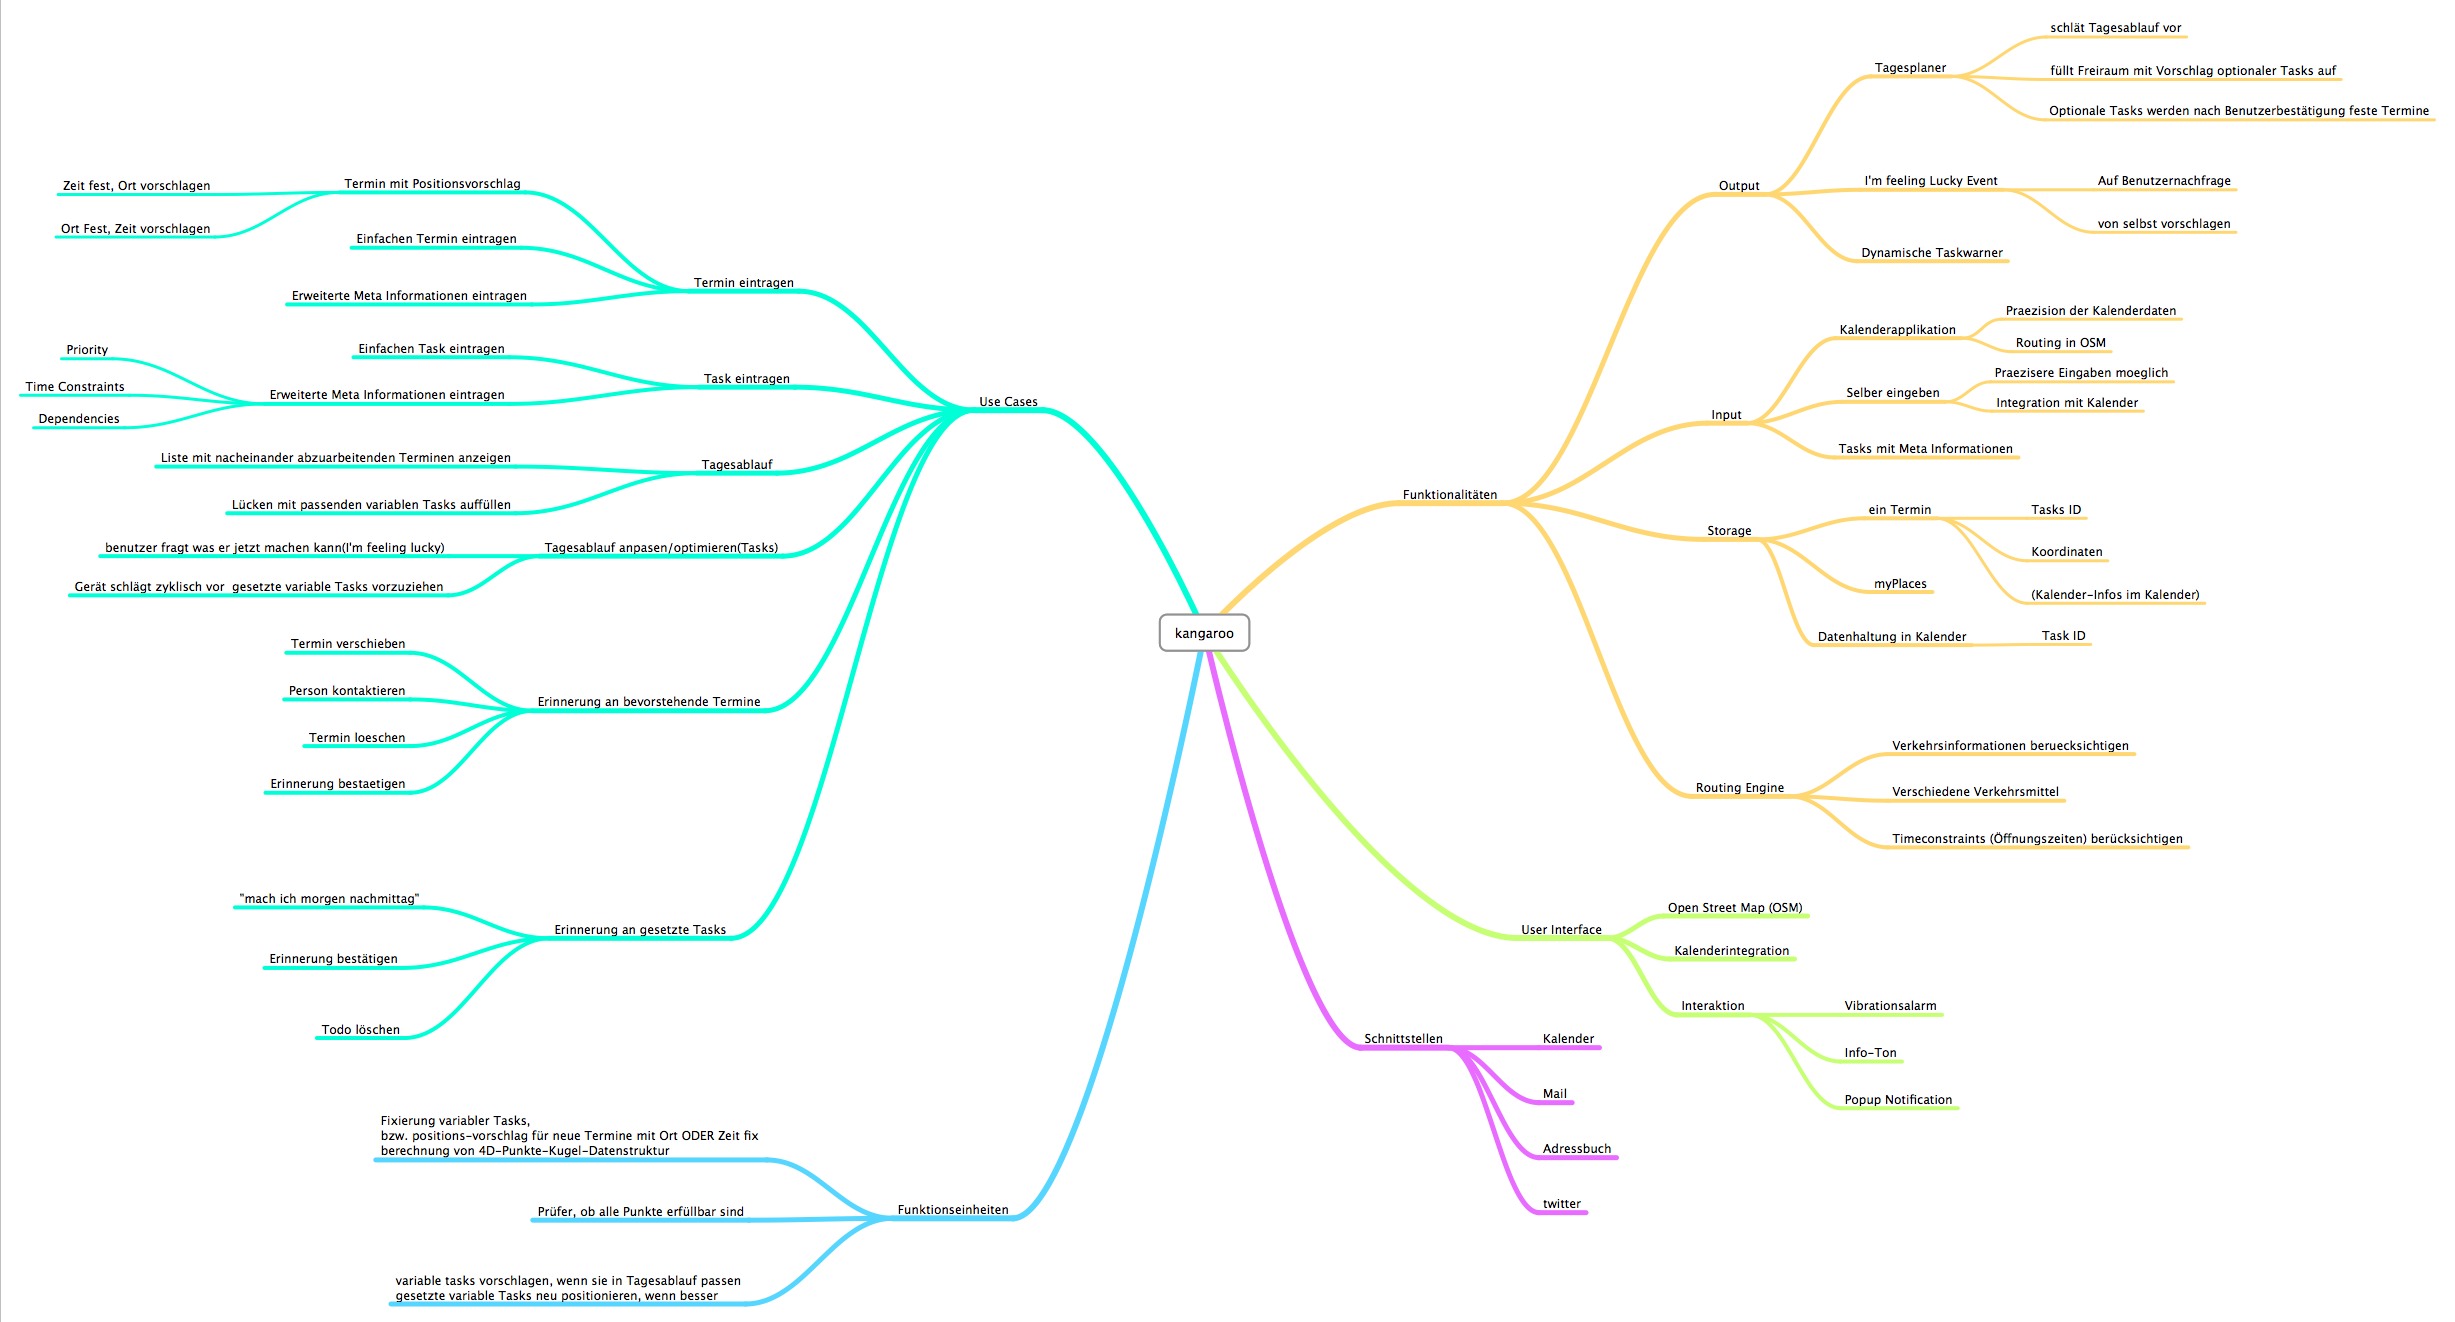 kangaroo
Use Cases
Termin eintragen
Termin mit Positionsvorschlag
Zeit fest, Ort vorschlagen
Ort Fest, Zeit vorschlagen
Einfachen Termin eintragen
Erweiterte Meta Informationen eintragen
Task eintragen
Einfachen Task eintragen
Erweiterte Meta Informationen eintragen
Priority
Time Constraints
Dependencies
Tagesablauf
Liste mit nacheinander abzuarbeitenden Terminen anzeigen
Lücken mit passenden variablen Tasks auffüllen
Tagesablauf anpasen/optimieren(Tasks)
benutzer fragt was er jetzt machen kann(I'm feeling lucky)
Gerät schlägt zyklisch vor  gesetzte variable Tasks vorzuziehen
Erinnerung an bevorstehende Termine
Termin verschieben
Person kontaktieren
Termin loeschen
Erinnerung bestaetigen
Erinnerung an gesetzte Tasks
"mach ich morgen nachmittag"
Erinnerung bestätigen
Todo löschen
Funktionseinheiten
Fixierung variabler Tasks,
bzw. positions-vorschlag für neue Termine mit Ort ODER Zeit fix
berechnung von 4D-Punkte-Kugel-Datenstruktur
Prüfer, ob alle Punkte erfüllbar sind
variable tasks vorschlagen, wenn sie in Tagesablauf passen
gesetzte variable Tasks neu positionieren, wenn besser
Funktionalitäten
Output
Tagesplaner
schlät Tagesablauf vor
füllt Freiraum mit Vorschlag optionaler Tasks auf
Optionale Tasks werden nach Benutzerbestätigung feste Termine
I'm feeling Lucky Event
Auf Benutzernachfrage
von selbst vorschlagen
Dynamische Taskwarner
Input
Kalenderapplikation
Praezision der Kalenderdaten
Routing in OSM
Selber eingeben
Praezisere Eingaben moeglich
Integration mit Kalender
Tasks mit Meta Informationen
Storage
ein Termin
Tasks ID
Koordinaten
(Kalender-Infos im Kalender)
myPlaces
Datenhaltung in Kalender
Task ID
Routing Engine
Verkehrsinformationen beruecksichtigen
Verschiedene Verkehrsmittel
Timeconstraints (Öffnungszeiten) berücksichtigen
User Interface
Open Street Map (OSM)
Kalenderintegration
Interaktion
Vibrationsalarm
Info-Ton
Popup Notification
Schnittstellen
Kalender
Mail
Adressbuch
twitter